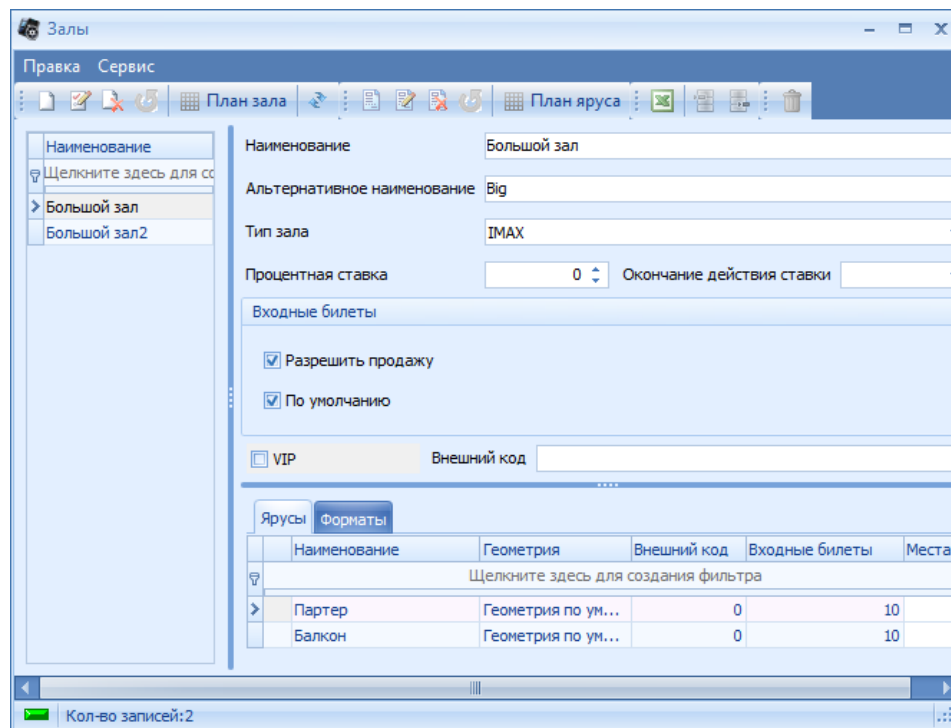 Залы
Правка Сервис
План зала План яруса
Наименование
Щелкните здесь для со
Большой зал
Большой зал2
Наименование Большой зал
Альтернативное наименование Big
Тип зала IMAX
Процентная ставка 0 Окончание действия ставки
Входные билеты
Разрешить продажу
По умолчанию
VIP Внешний код
Ярусы Форматы
Наименование Геометрия Внешний код Входные билеты Места
Щелкните здесь для создания фильтра
Партер Геометрия по ум... 0 10
Балкон Геометрия по ум... 0 10
Кол-во записей:2